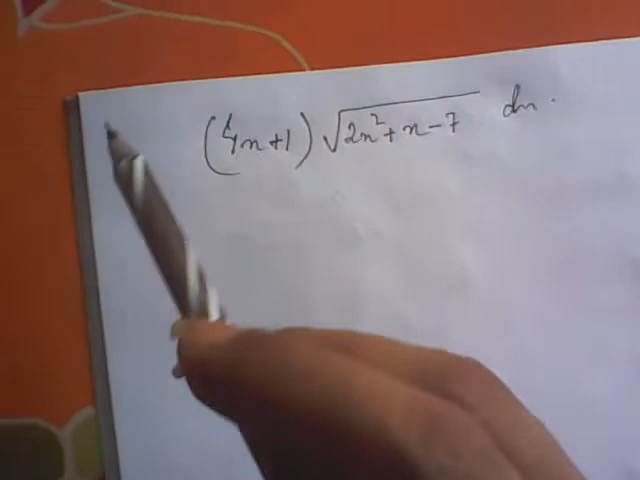 (4x+1) √(2x²+x-7) dx.